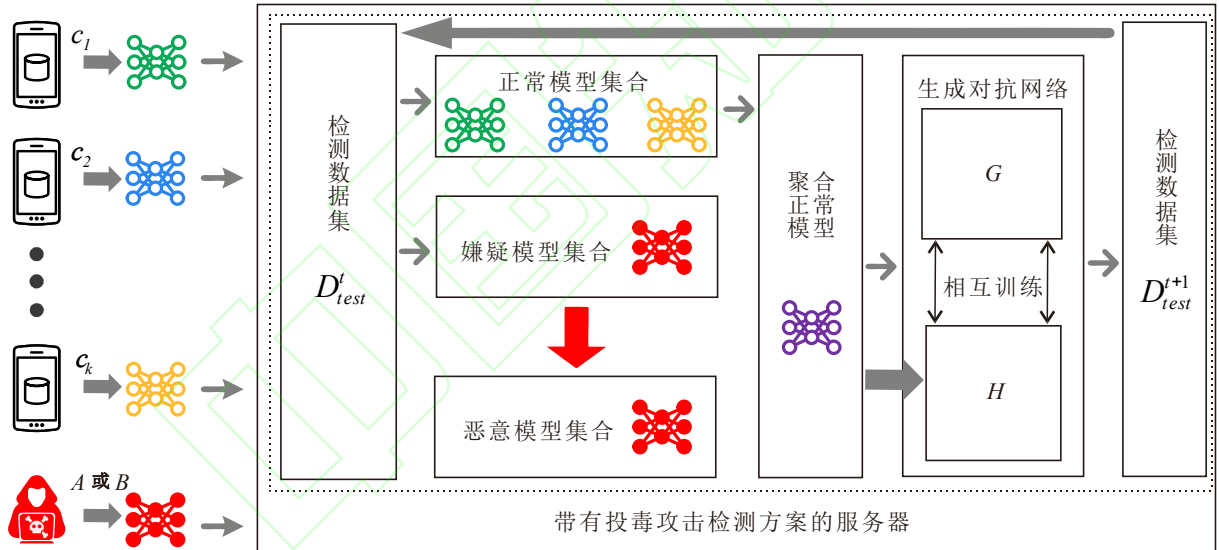 c1
c2
ck
A 或 B
检测数据集
D^t_test
正常模型集合
嫌疑模型集合
恶意模型集合
聚合
正常
模型
生成对抗网络
G
相互训练
H
检测数据集
D^{t+1}_test
带有投毒攻击检测方案的服务器